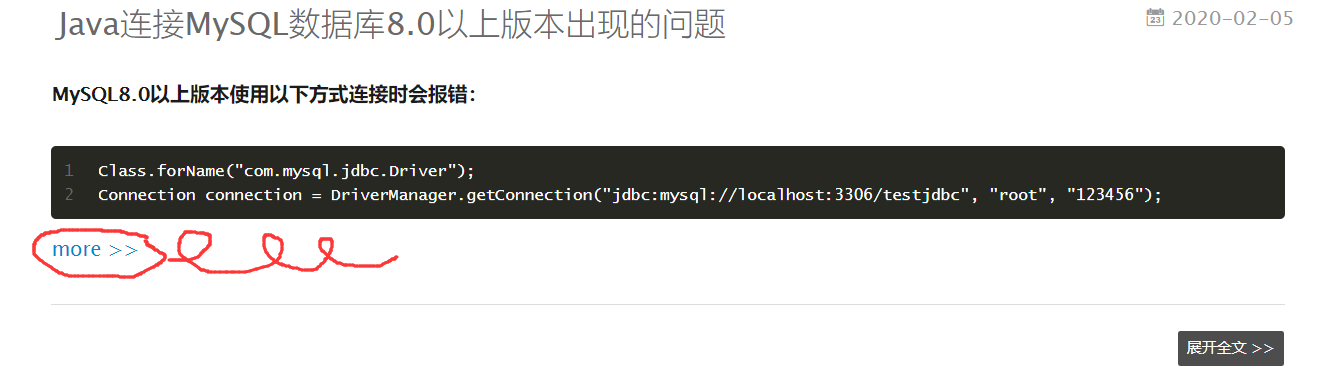 Java连接MySQL数据库8.0以上版本出现的问题
23 2020-02-05
MySQL8.0以上版本使用以下方式连接时会报错：
1 Class.forName("com.mysql.jdbc.Driver");
2 Connection connection = DriverManager.getConnection("jdbc:mysql://localhost:3306/testjdbc", "root", "123456");
more >>
展开全文 >>